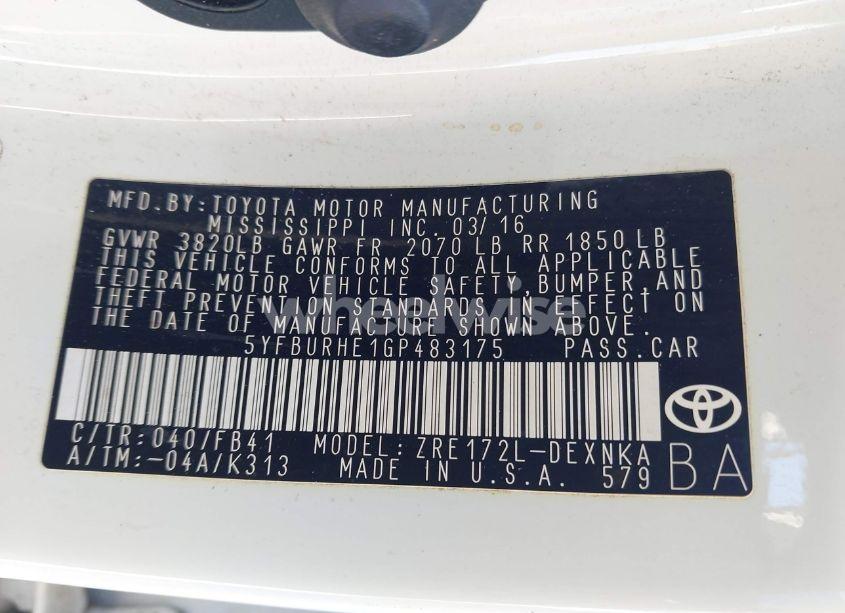 MFD.BY:TOYOTA MOTOR MANUFACTURING
MISSISSIPPI INC. 03/16
GVWR 3820LB GAWR FR 2070 LB RR 1850LB
THIS VEHICLE CONFORMS TO ALL APPLICABLE
FEDERAL MOTOR VEHICLE SAFETY,BUMPER,AND
THEFT PREVENTION STANDARDS IN EFFECT ON
THE DATE OF MANUFACTURE SHOWN ABOVE.
wheelwise
5YFBURHE1GP483175 PASS.CAR
C/TR:040/FB41 MODEL:ZRE172L-DEXNKA
A/TM:-04A/K313 MADE IN U.S.A. 579
BA